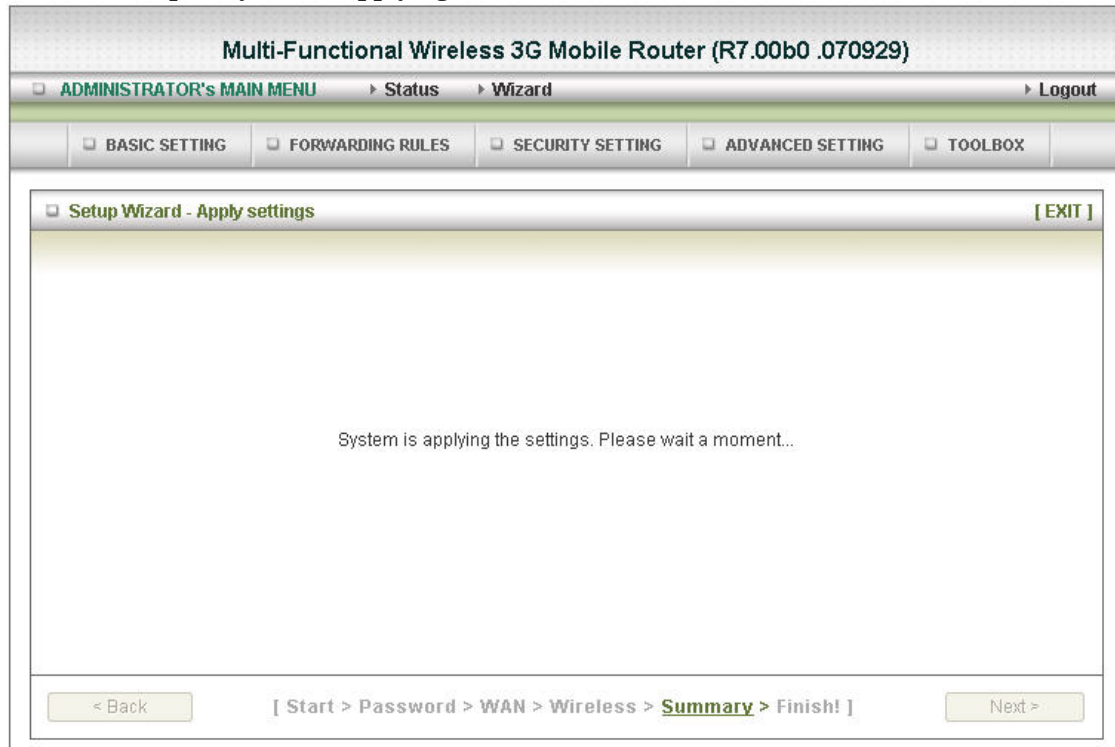 Multi-Functional Wireless 3G Mobile Router (R7.00b0 .070929)
ADMINISTRATOR's MAIN MENU Status Wizard Logout
BASIC SETTING FORWARDING RULES SECURITY SETTING ADVANCED SETTING TOOLBOX
Setup Wizard - Apply settings [ EXIT ]
System is applying the settings. Please wait a moment...
< Back [ Start > Password > WAN > Wireless > Summary > Finish! ] Next >